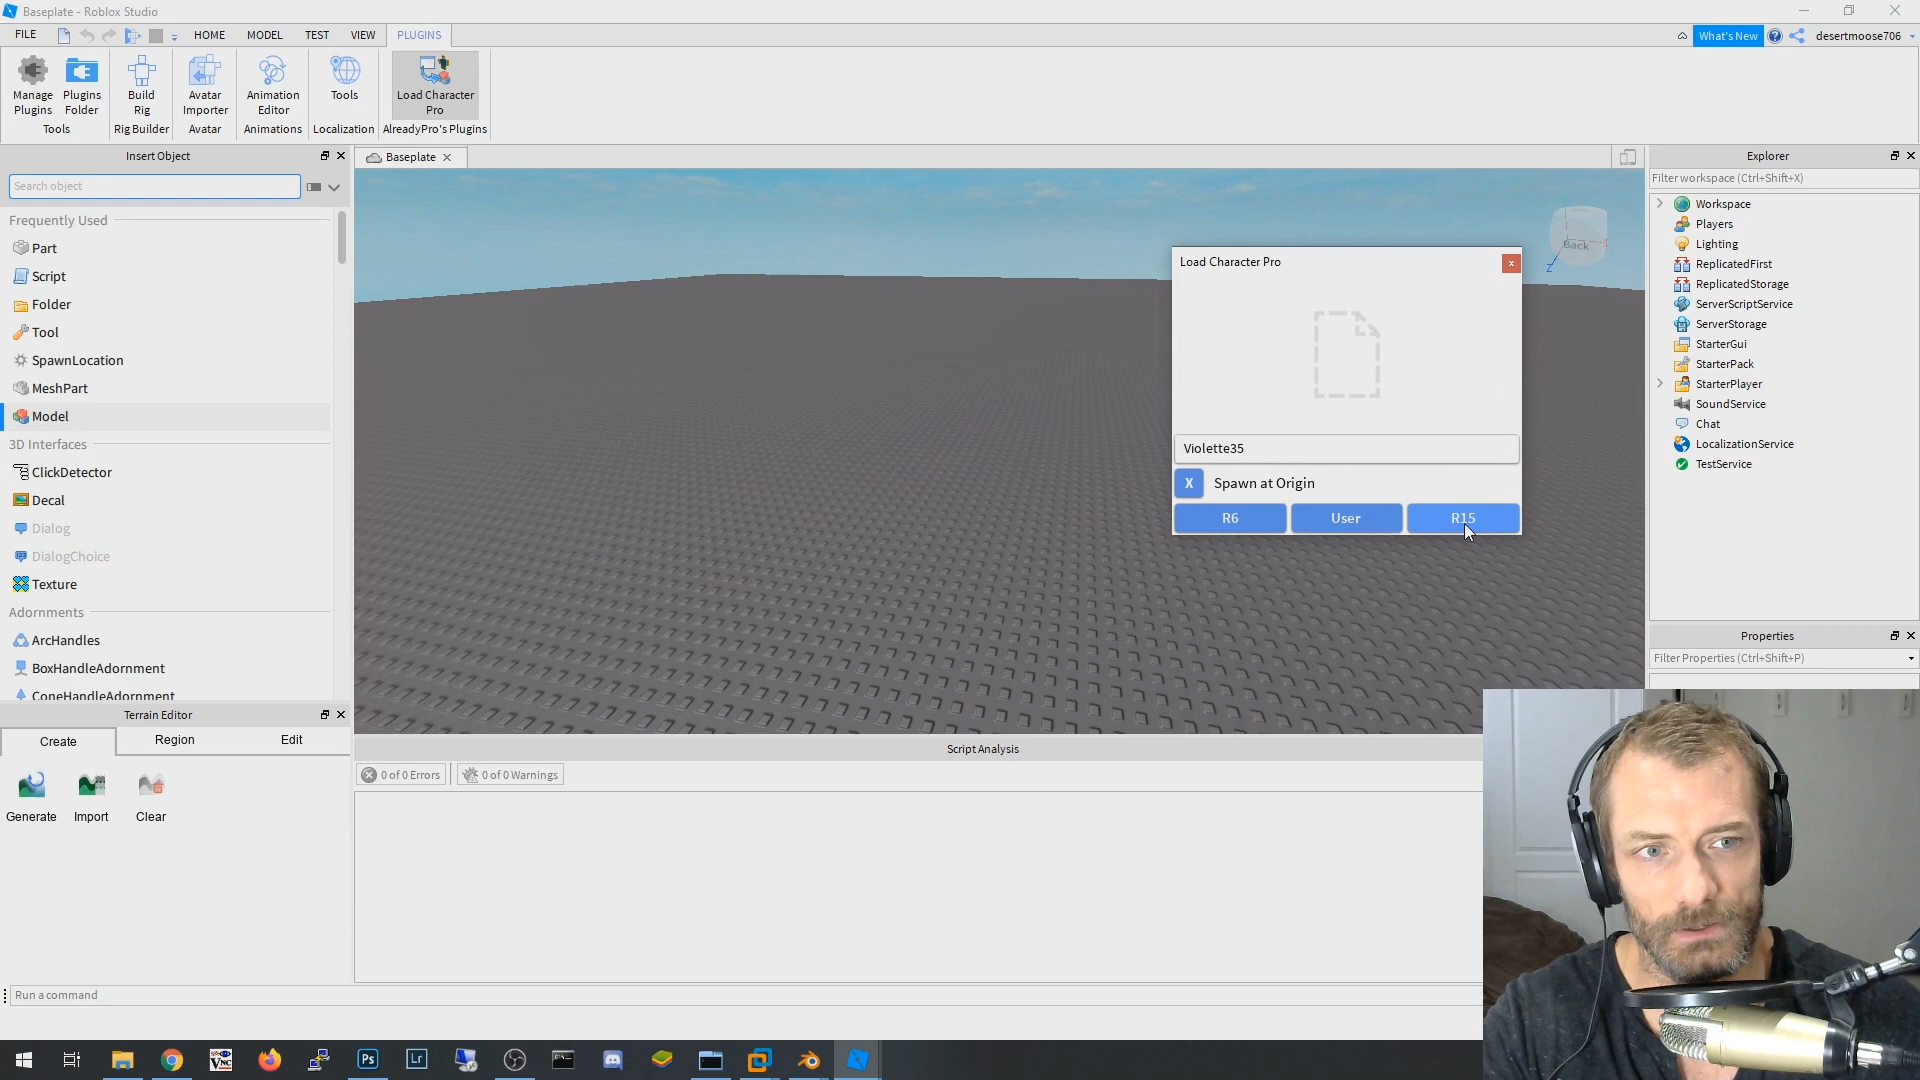 Baseplate - Roblox Studio
FILE
HOME
MODEL
TEST
VIEW
PLUGINS
What's New
desertmoose706
Manage Plugins
Plugins Folder
Build Rig
Avatar Importer
Animation Editor
Tools
Load Character Pro
Tools
Rig Builder
Avatar
Animations
Localization
AlreadyPro's Plugins
Insert Object
Search object
Frequently Used
Part
Script
Folder
Tool
SpawnLocation
MeshPart
Model
3D Interfaces
ClickDetector
Decal
Dialog
DialogChoice
Texture
Adornments
ArcHandles
BoxHandleAdornment
ConeHandleAdornment
Terrain Editor
Create
Region
Edit
Generate
Import
Clear
Baseplate
Back
X
Z
Load Character Pro
x
Violette35
X
Spawn at Origin
R6
User
R15
Script Analysis
0 of 0 Errors
0 of 0 Warnings
Run a command
Explorer
Filter workspace (Ctrl+Shift+X)
Workspace
Players
Lighting
ReplicatedFirst
ReplicatedStorage
ServerScriptService
ServerStorage
StarterGui
StarterPack
StarterPlayer
SoundService
Chat
LocalizationService
TestService
Properties
Filter Properties (Ctrl+Shift+P)
Ps
Lr